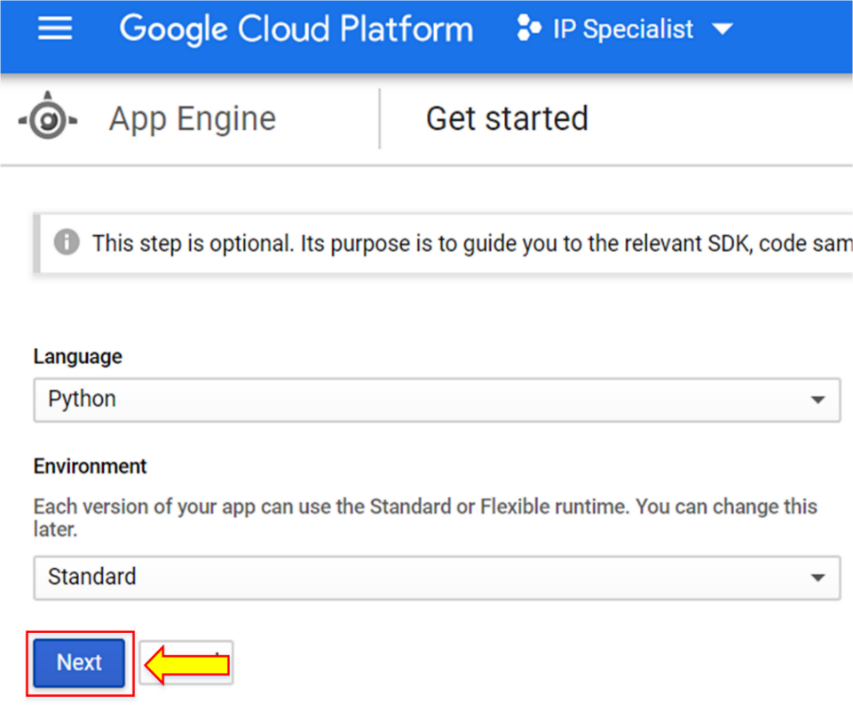 Google Cloud Platform IP Specialist
App Engine Get started
This step is optional. Its purpose is to guide you to the relevant SDK, code sam
Language
Python
Environment
Each version of your app can use the Standard or Flexible runtime. You can change this
later.
Standard
Next